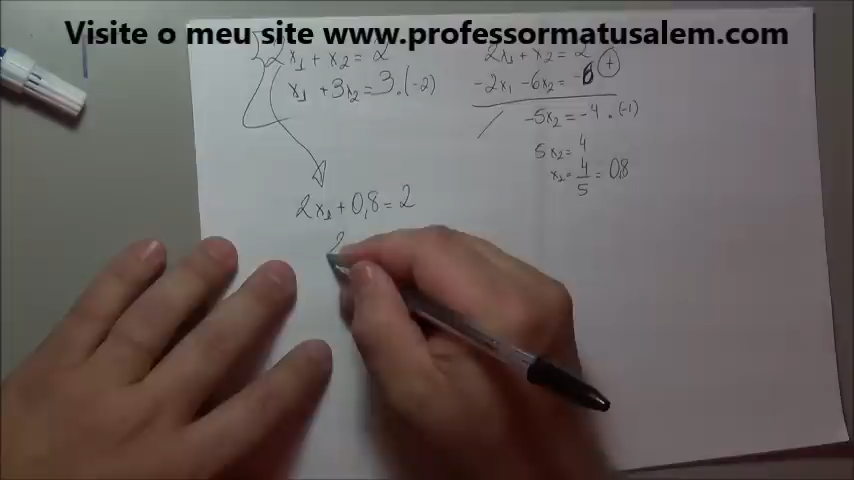 Visite o meu site www.professormatusalem.com
2x₁ + x₂ = 2
x₁ + 3x₂ = 3 . (-2)
2x₁ + x₂ = 2
-2x₁ - 6x₂ = -6 (+)
-5x₂ = -4 . (-1)
5x₂ = 4
x₂ = 4/5 = 0,8
2x₁ + 0,8 = 2
2